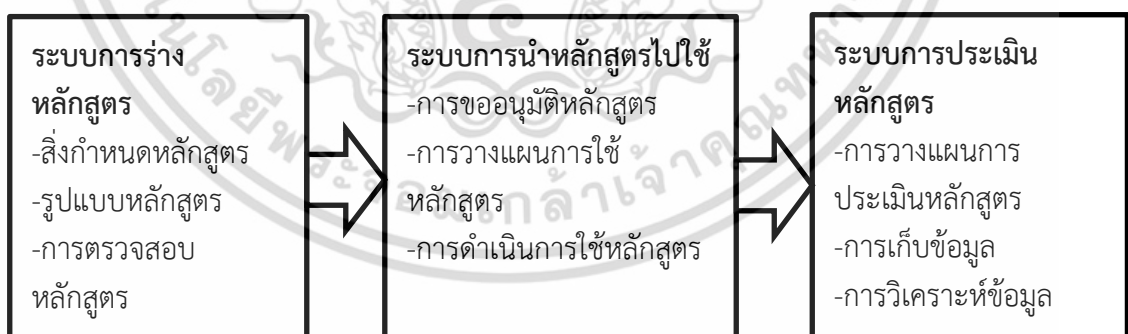 ระบบการร่าง
หลักสูตร
-สิ่งกำหนดหลักสูตร
-รูปแบบหลักสูตร
-การตรวจสอบ
หลักสูตร
ระบบการนำหลักสูตรไปใช้
-การขออนุมัติหลักสูตร
-การวางแผนการใช้
หลักสูตร
-การดำเนินการใช้หลักสูตร
ระบบการประเมิน
หลักสูตร
-การวางแผนการ
ประเมินหลักสูตร
-การเก็บข้อมูล
-การวิเคราะห์ข้อมูล